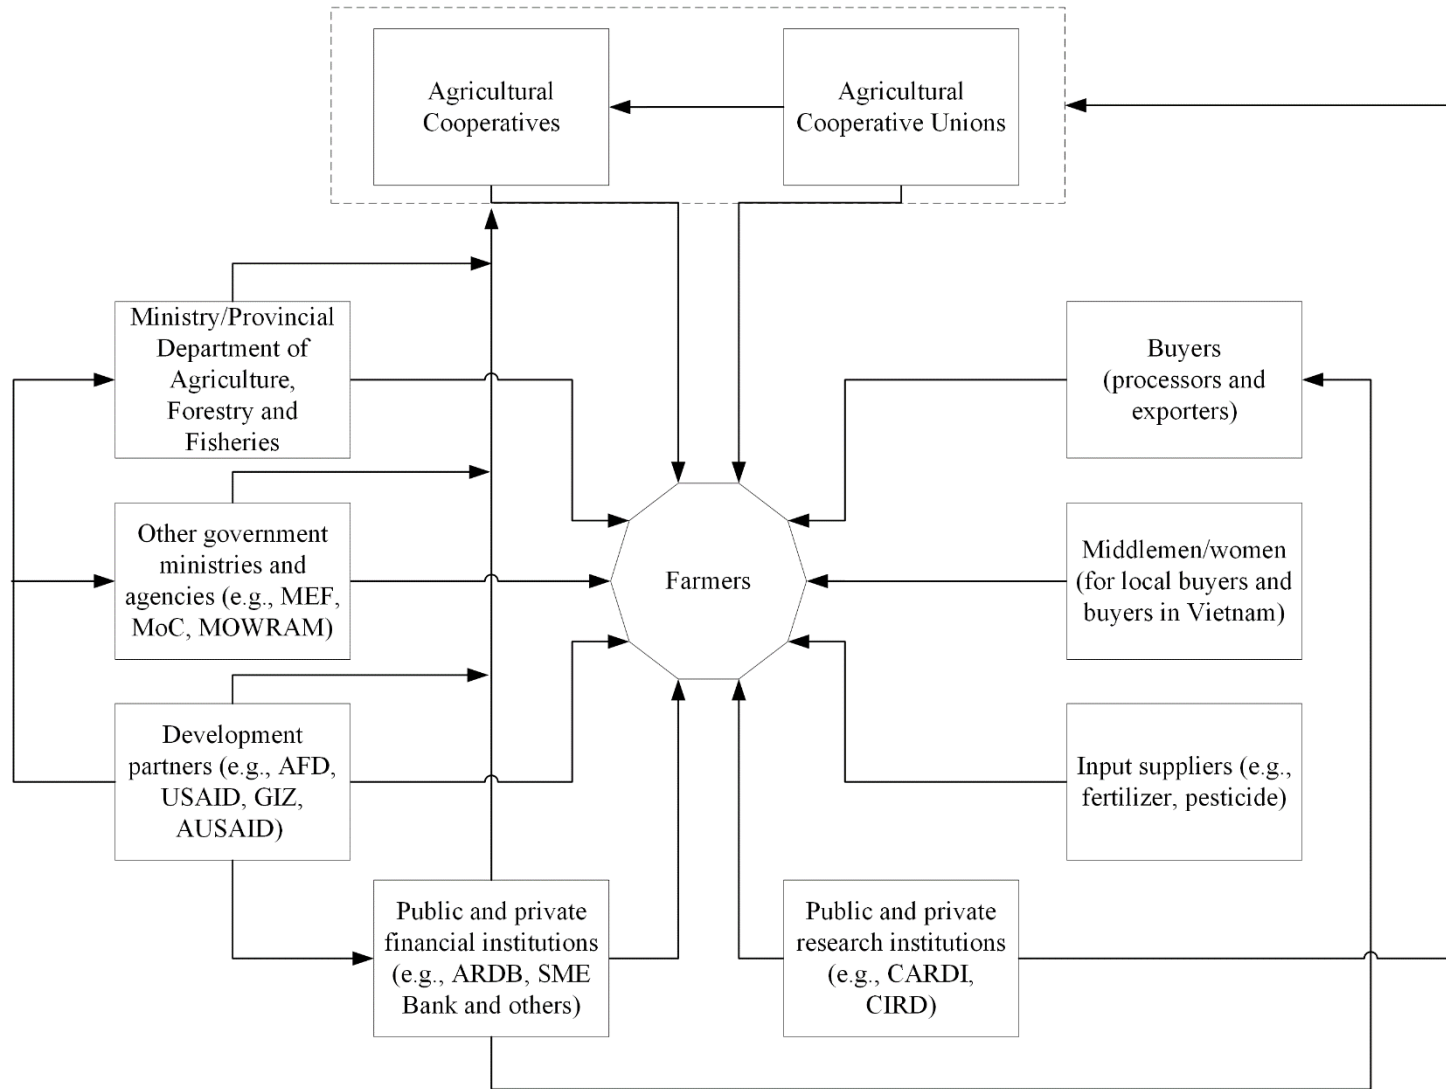 Agricultural
Cooperatives
Agricultural
Cooperative Unions
Ministry/Provincial
Department of
Agriculture,
Forestry and
Fisheries
Buyers
(processors and
exporters)
Other government
ministries and
agencies (e.g., MEF,
MoC, MOWRAM)
Farmers
Middlemen/women
(for local buyers and
buyers in Vietnam)
Development
partners (e.g., AFD,
USAID, GIZ,
AUSAID)
Input suppliers (e.g.,
fertilizer, pesticide)
Public and private
financial institutions
(e.g., ARDB, SME
Bank and others)
Public and private
research institutions
(e.g., CARDI,
CIRD)